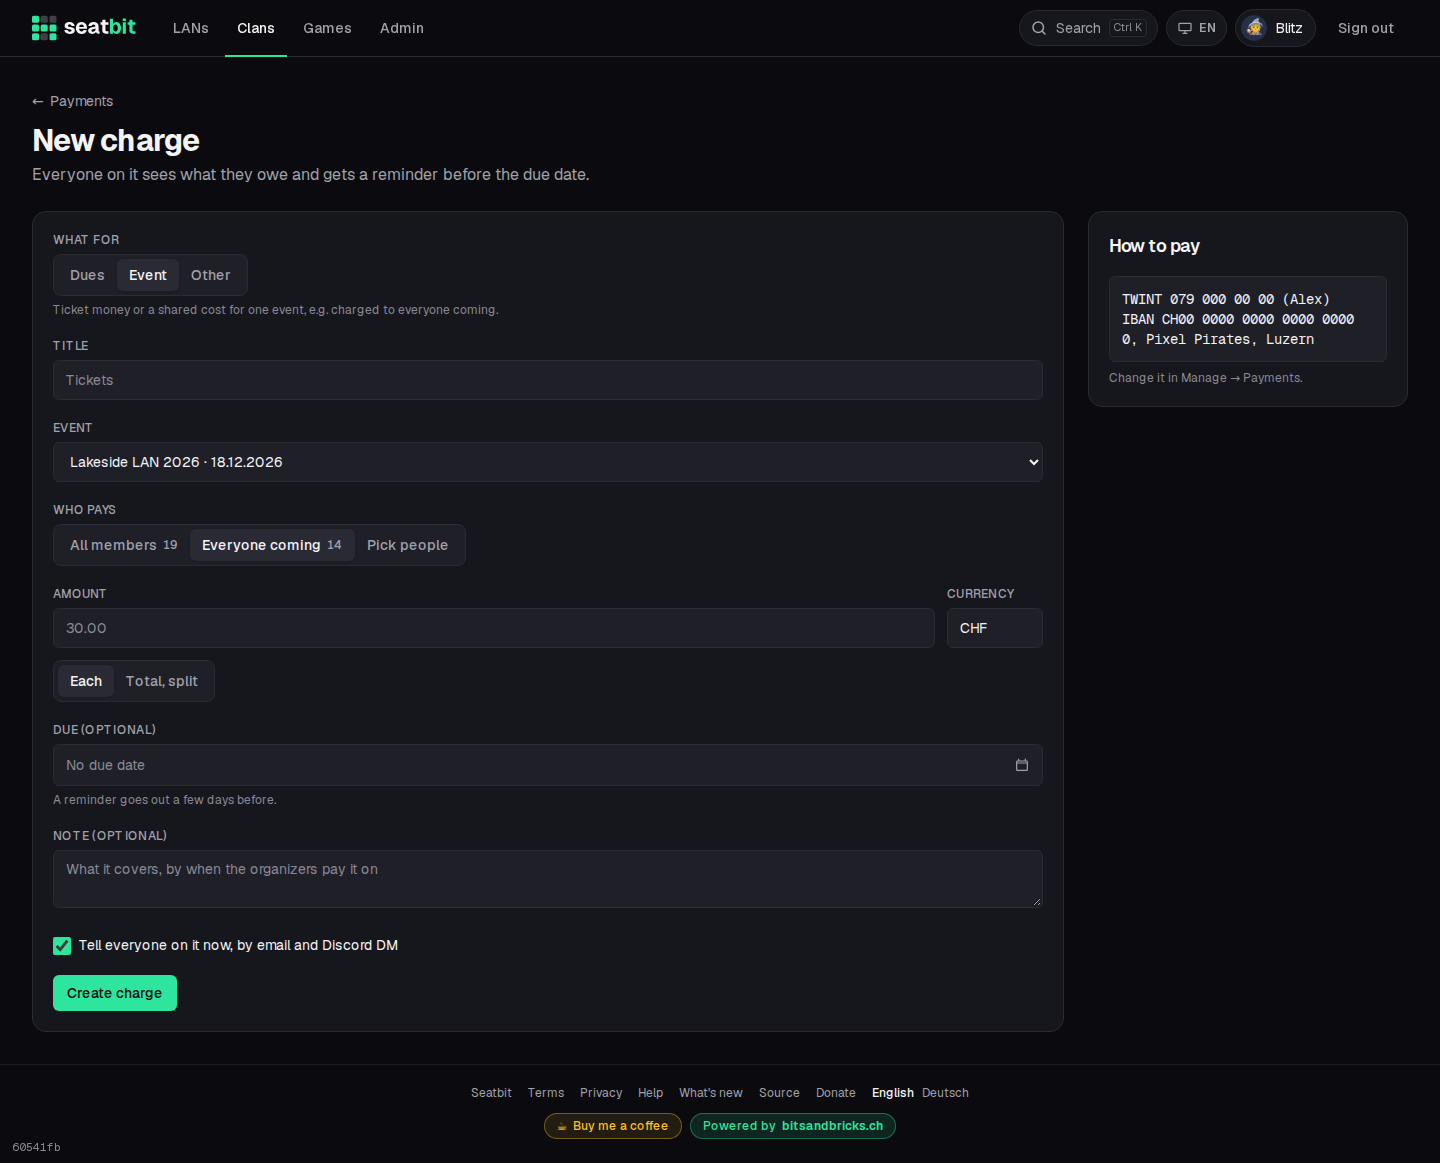 seatbit LANs Clans Games Admin Search Ctrl K EN Blitz Sign out
← Payments
New charge
Everyone on it sees what they owe and gets a reminder before the due date.
WHAT FOR
Dues Event Other
Ticket money or a shared cost for one event, e.g. charged to everyone coming.
TITLE
Tickets
EVENT
Lakeside LAN 2026 · 18.12.2026
WHO PAYS
All members 19 Everyone coming 14 Pick people
AMOUNT CURRENCY
30.00 CHF
Each Total, split
DUE (OPTIONAL)
No due date
A reminder goes out a few days before.
NOTE (OPTIONAL)
What it covers, by when the organizers pay it on
Tell everyone on it now, by email and Discord DM
Create charge
How to pay
TWINT 079 000 00 00 (Alex)
IBAN CH00 0000 0000 0000 0000
0, Pixel Pirates, Luzern
Change it in Manage → Payments.
Seatbit Terms Privacy Help What's new Source Donate English Deutsch
Buy me a coffee Powered by bitsandbricks.ch
60541fb